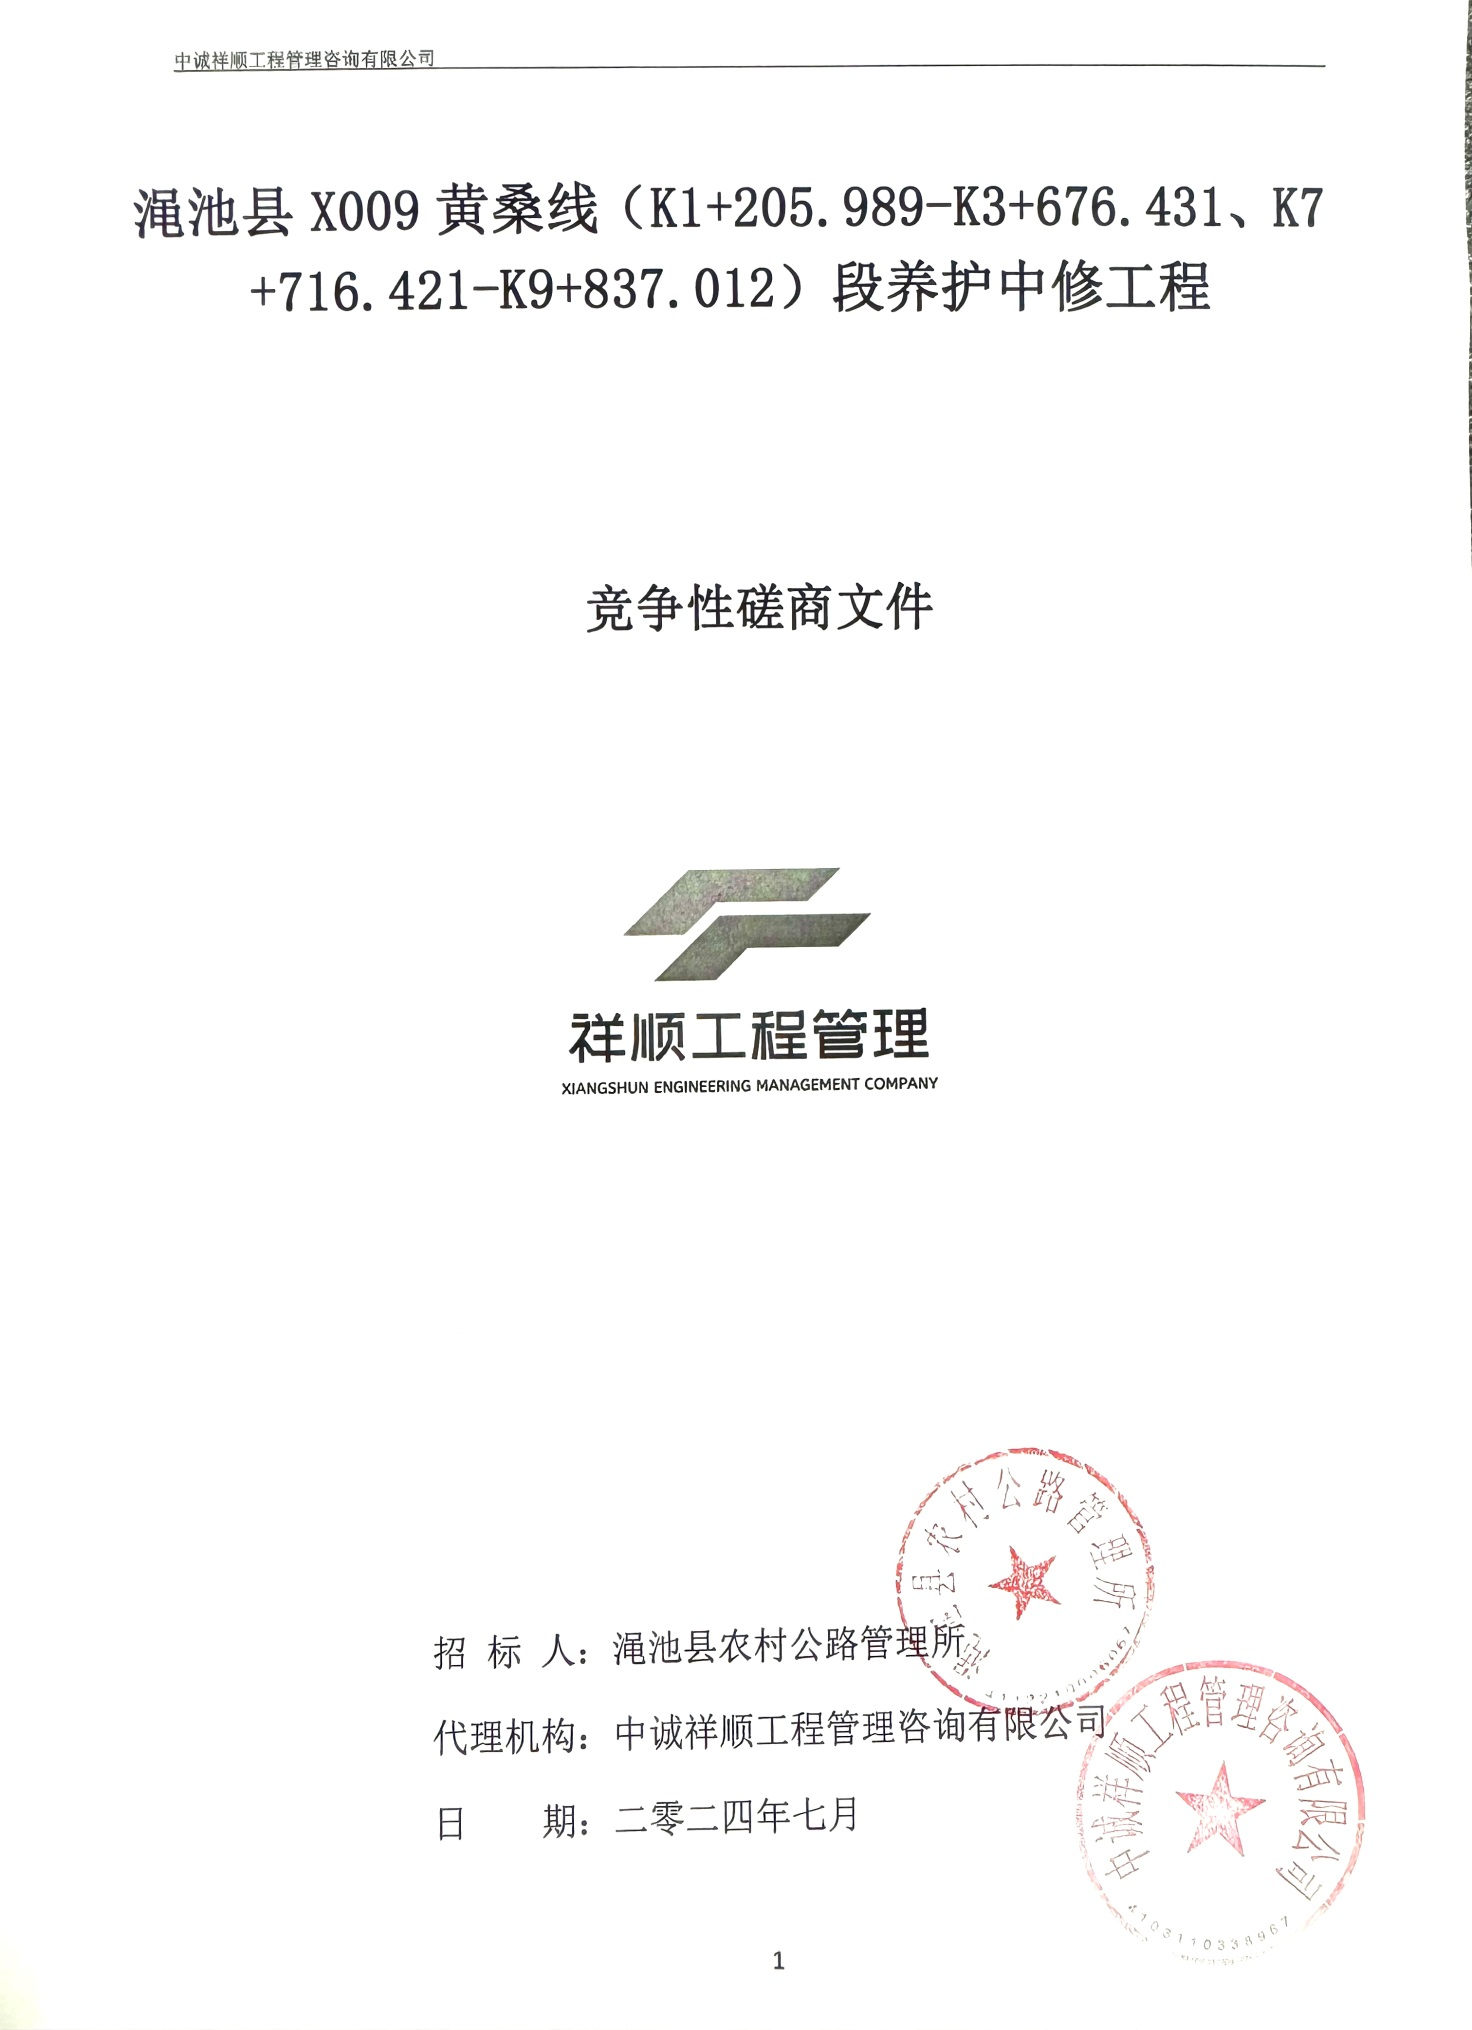 中诚祥顺工程管理咨询有限公司
渑池县 X009 黄桑线（K1+205.989-K3+676.431、K7
+716.421-K9+837.012）段养护中修工程
竞争性磋商文件
祥顺工程管理
XIANGSHUN ENGINEERING MANAGEMENT COMPANY
渑池县农村公路管理所
招 标 人：渑池县农村公路管理所
代理机构：中诚祥顺工程管理咨询有限公司
日 期：二零二四年七月
中诚祥顺工程管理咨询有限公司
4103110338967
1